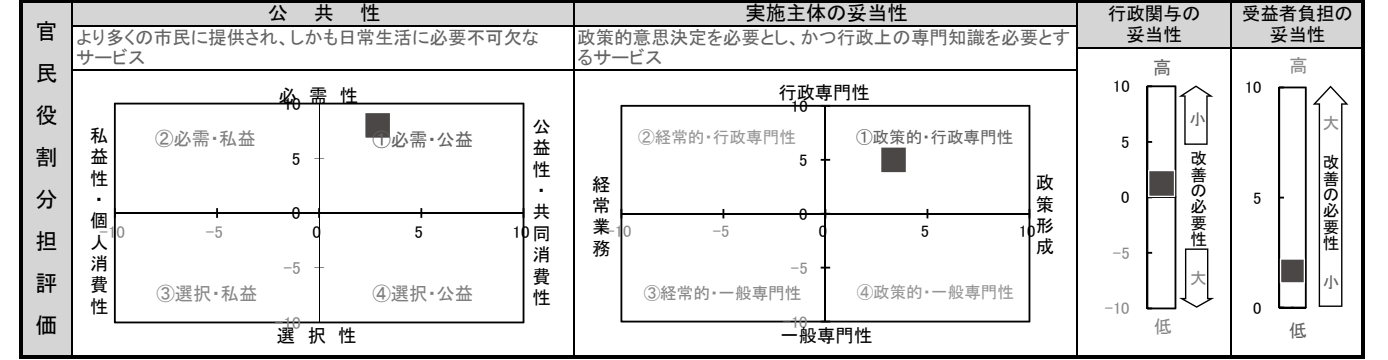 官民役割分担評価
公 共 性
より多くの市民に提供され、しかも日常生活に必要不可欠な
サービス
必 需 性
10
私益性・個人消費性
②必需・私益
①必需・公益
公益性・共同消費性
5
-10
-5
0
0
5
10
-5
③選択・私益
④選択・公益
-10
選 択 性
実施主体の妥当性
政策的意思決定を必要とし、かつ行政上の専門知識を必要とす
るサービス
行政専門性
10
経常業務
②経常的・行政専門性
①政策的・行政専門性
政策形成
5
-10
-5
0
0
5
10
-5
③経常的・一般専門性
④政策的・一般専門性
-10
一般専門性
行政関与の
妥当性
高
10
5
0
-5
-10
小
改善の必要性
大
低
受益者負担の
妥当性
高
10
5
0
大
改善の必要性
小
低